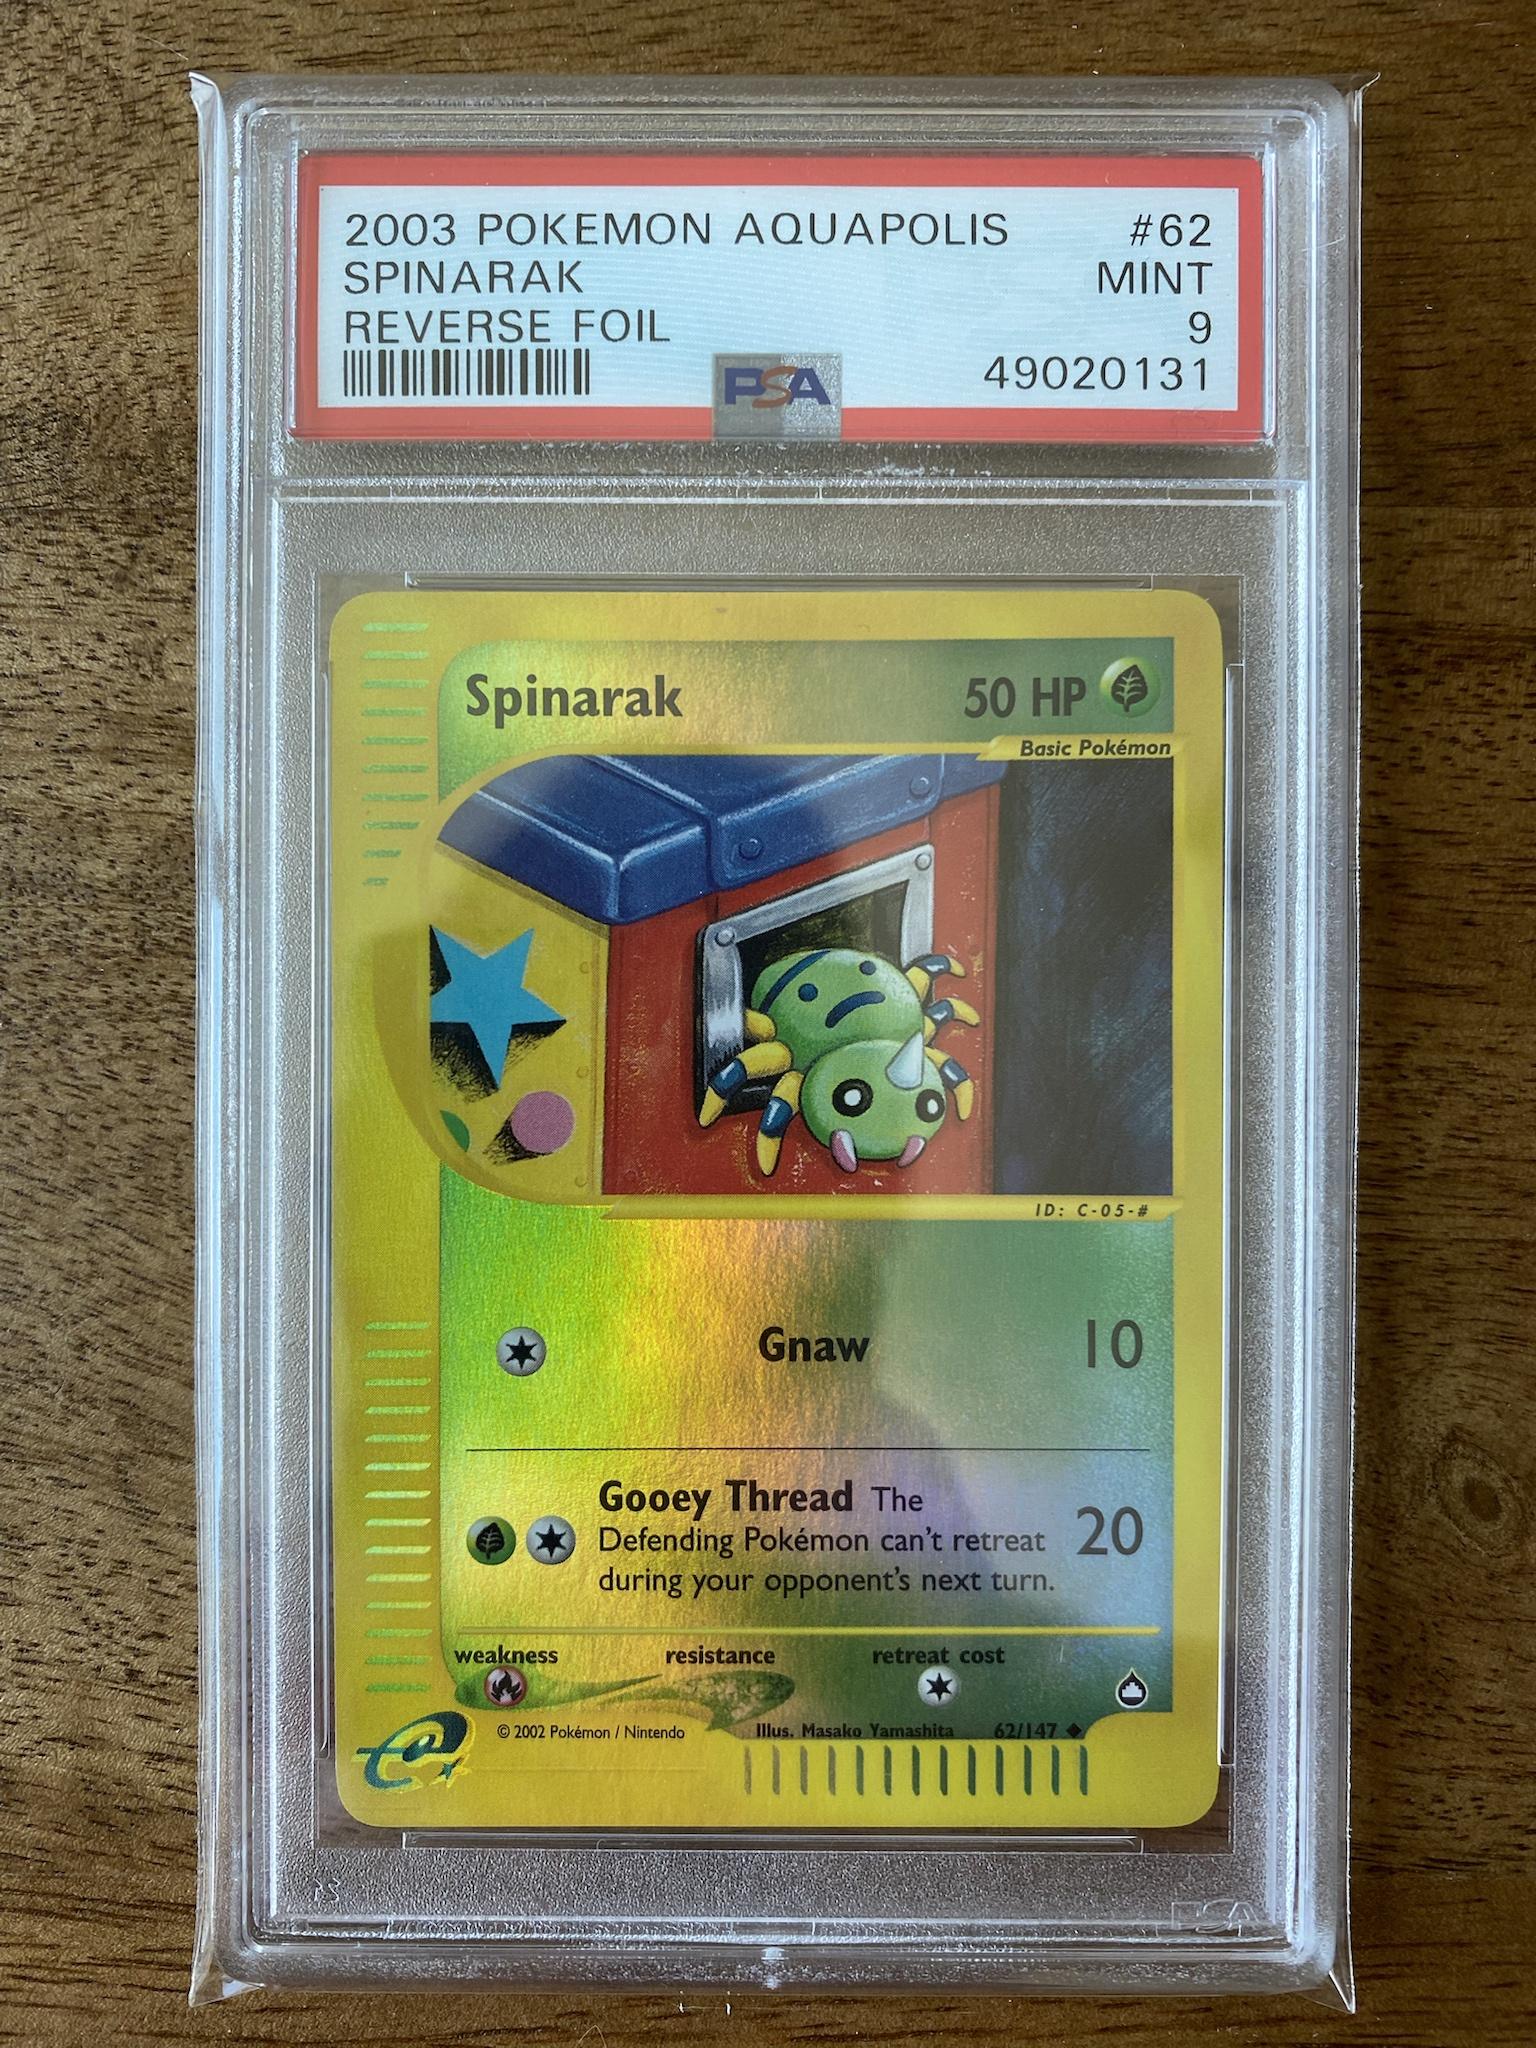 2003 POKEMON AQUAPOLIS #62
SPINARAK MINT
REVERSE FOIL 9
PSA 49020131
Spinarak 50 HP
Basic Pokémon
ID: C-05-#
Gnaw 10
Gooey Thread The
Defending Pokémon can't retreat 20
during your opponent's next turn.
weakness resistance retreat cost
© 2002 Pokémon / Nintendo Illus. Masako Yamashita 62/147
e
PSA